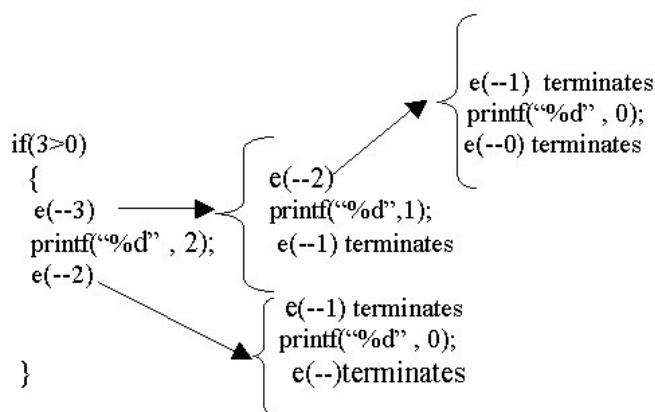 if(3>0)
{
e(--3)
printf(“%d” , 2);
e(--2)
}
e(--2)
printf(“%d”,1);
e(--1) terminates
e(--1) terminates
printf(“%d” , 0);
e(--0) terminates
e(--1) terminates
printf(“%d” , 0);
e(--)terminates